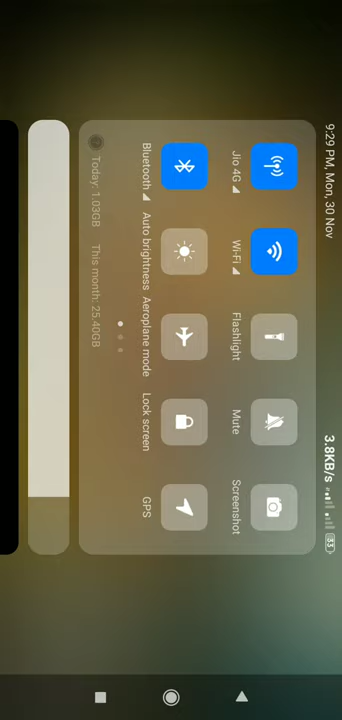 9:29 PM, Mon, 30 Nov
3.8KB/s
33
Jio 4G
Wi-Fi
Flashlight
Mute
Screenshot
Bluetooth
Auto brightness
Aeroplane mode
Lock screen
GPS
Today: 1.03GB
This month: 25.40GB